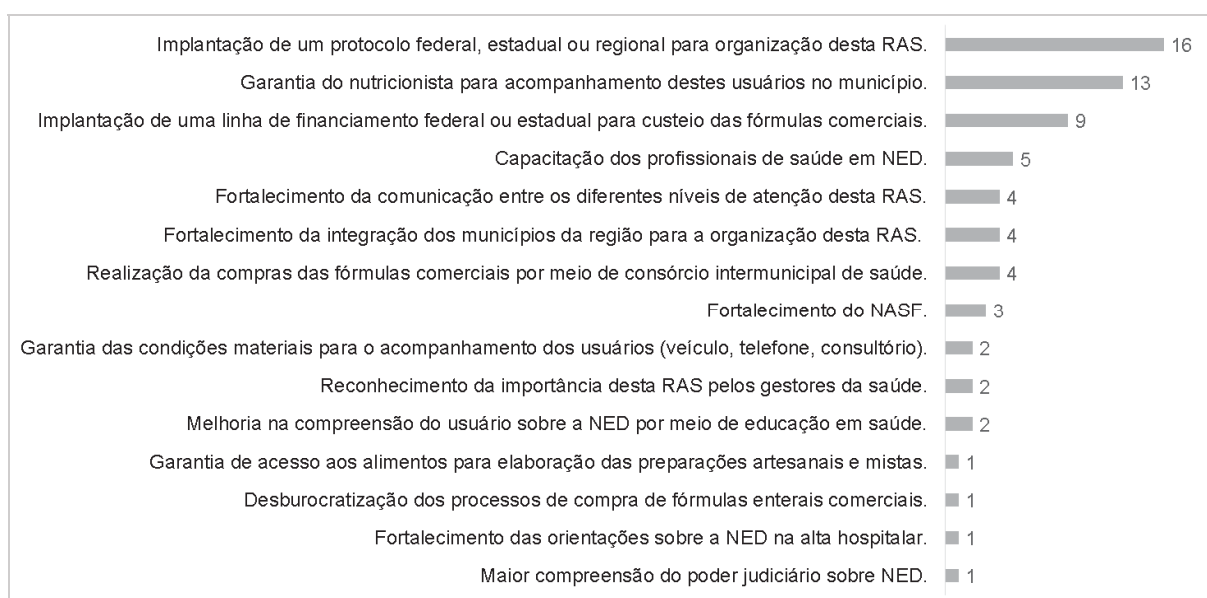 Implantação de um protocolo federal, estadual ou regional para organização desta RAS. 16
Garantia do nutricionista para acompanhamento destes usuários no município. 13
Implantação de uma linha de financiamento federal ou estadual para custeio das fórmulas comerciais. 9
Capacitação dos profissionais de saúde em NED. 5
Fortalecimento da comunicação entre os diferentes níveis de atenção desta RAS. 4
Fortalecimento da integração dos municípios da região para a organização desta RAS. 4
Realização da compras das fórmulas comerciais por meio de consórcio intermunicipal de saúde. 4
Fortalecimento do NASF. 3
Garantia das condições materiais para o acompanhamento dos usuários (veículo, telefone, consultório). 2
Reconhecimento da importância desta RAS pelos gestores da saúde. 2
Melhoria na compreensão do usuário sobre a NED por meio de educação em saúde. 2
Garantia de acesso aos alimentos para elaboração das preparações artesanais e mistas. 1
Desburocratização dos processos de compra de fórmulas enterais comerciais. 1
Fortalecimento das orientações sobre a NED na alta hospitalar. 1
Maior compreensão do poder judiciário sobre NED. 1